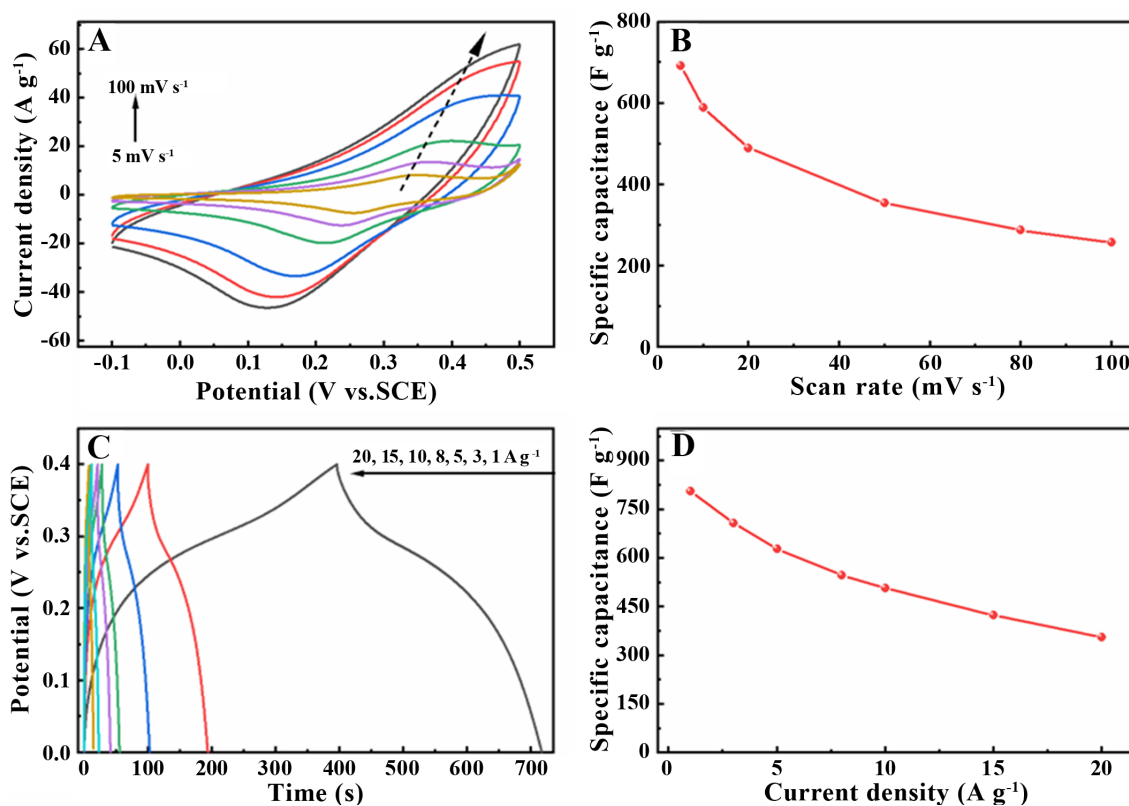 A
Current density (A g⁻¹)
60
40
20
0
-20
-40
-60
100 mV s⁻¹
5 mV s⁻¹
-0.1 0.0 0.1 0.2 0.3 0.4 0.5
Potential (V vs.SCE)
B
Specific capacitance (F g⁻¹)
800
600
400
200
0
0 20 40 60 80 100
Scan rate (mV s⁻¹)
C
Potential (V vs.SCE)
0.4
0.3
0.2
0.1
0.0
20, 15, 10, 8, 5, 3, 1 A g⁻¹
0 100 200 300 400 500 600 700
Time (s)
D
Specific capacitance (F g⁻¹)
900
750
600
450
300
150
0
0 5 10 15 20
Current density (A g⁻¹)